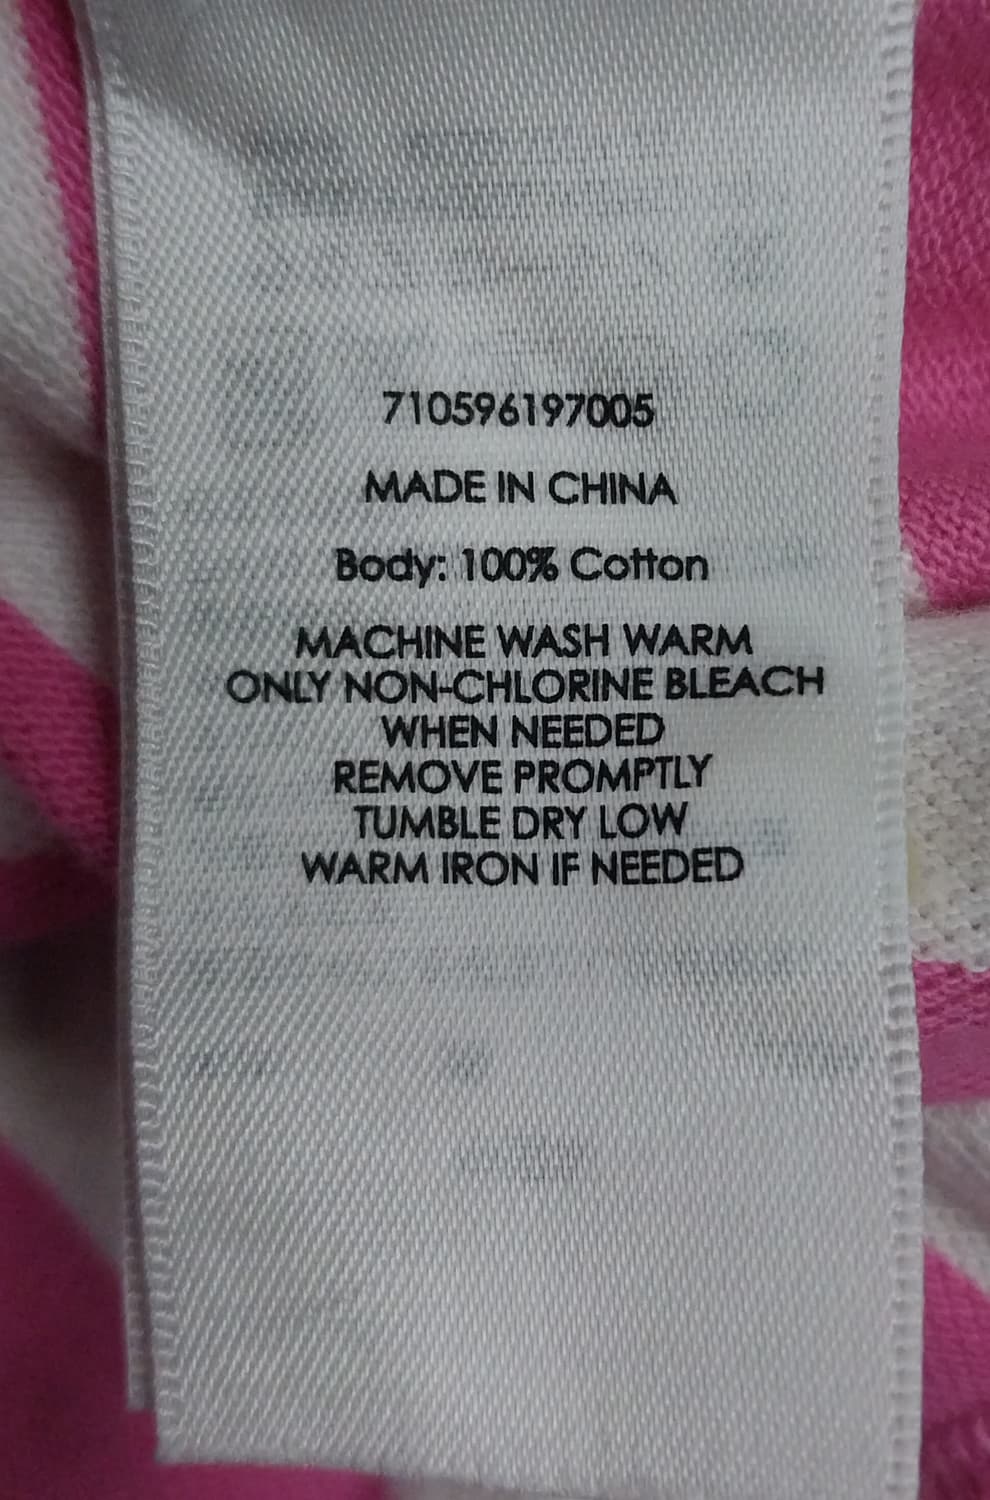 710596197005
MADE IN CHINA
Body: 100% Cotton
MACHINE WASH WARM
ONLY NON-CHLORINE BLEACH
WHEN NEEDED
REMOVE PROMPTLY
TUMBLE DRY LOW
WARM IRON IF NEEDED